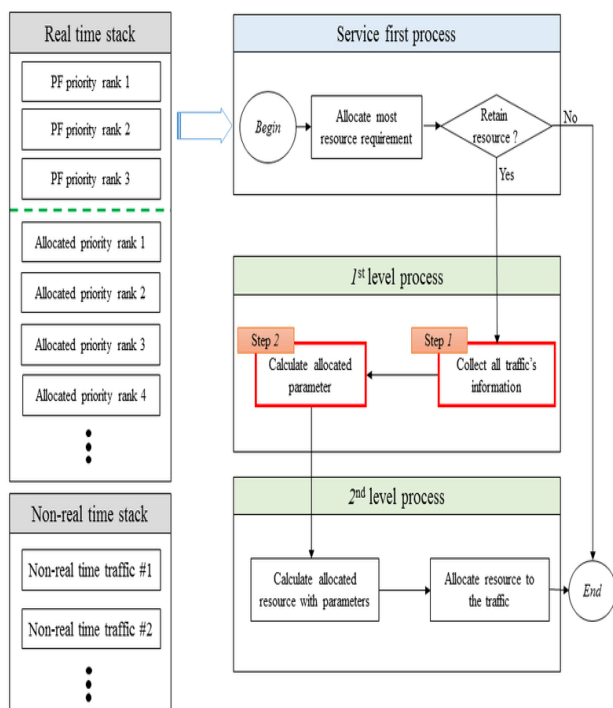 Real time stack
PF priority rank 1
PF priority rank 2
PF priority rank 3
Allocated priority rank 1
Allocated priority rank 2
Allocated priority rank 3
Allocated priority rank 4
Non-real time stack
Non-real time traffic #1
Non-real time traffic #2
Service first process
Begin
Allocate most
resource requirement
Retain
resource ?
No
Yes
1st level process
Step 1
Collect all traffic's
information
Step 2
Calculate allocated
parameter
2nd level process
Calculate allocated
resource with parameters
Allocate resource to
the traffic
End